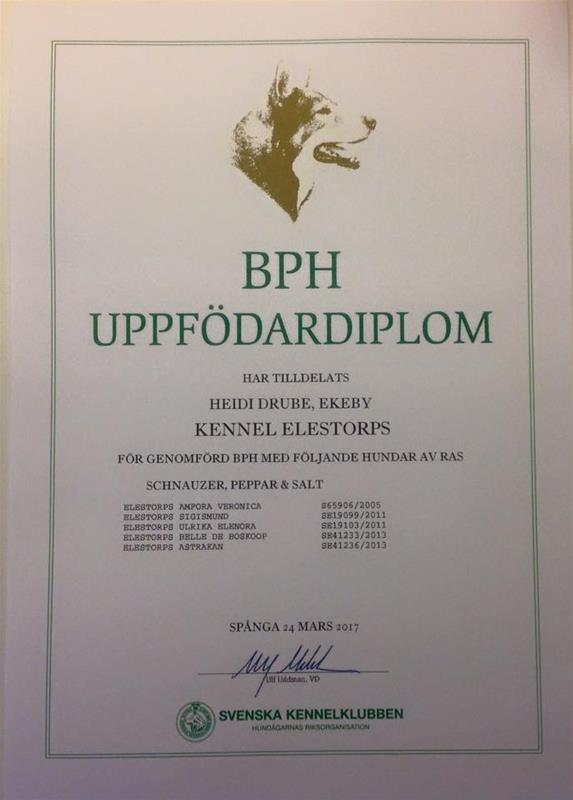 BPH
UPPFÖDARDIPLOM
HAR TILLDELATS
HEIDI DRUBE, EKEBY
KENNEL ELESTORPS
FÖR GENOMFÖRD BPH MED FÖLJANDE HUNDAR AV RAS
SCHNAUZER, PEPPAR & SALT
ELESTORPS AMFORA VERONICA S65906/2005
ELESTORPS SIGISMUND SE19099/2011
ELESTORPS ULRIKA ELENORA SE19103/2011
ELESTORPS BELLE DE BOSKOOP SE41233/2013
ELESTORPS ASTRAKAN SE41236/2013
SPÅNGA 24 MARS 2017
Ulf Uddman, VD
SVENSKA KENNELKLUBBEN
HUNDÄGARNAS RIKSORGANISATION